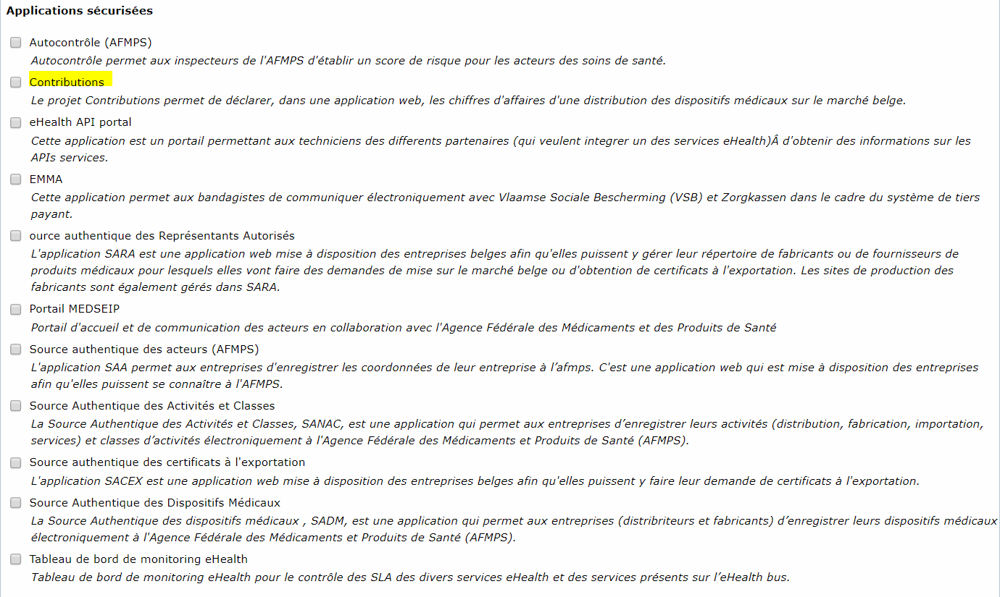 Applications sécurisées
Autocontrôle (AFMPS)
Autocontrôle permet aux inspecteurs de l'AFMPS d'établir un score de risque pour les acteurs des soins de santé.
Contributions
Le projet Contributions permet de déclarer, dans une application web, les chiffres d'affaires d'une distribution des dispositifs médicaux sur le marché belge.
eHealth API portal
Cette application est un portail permettant aux techniciens des differents partenaires (qui veulent integrer un des services eHealth)Â d'obtenir des informations sur les
APIs services.
EMMA
Cette application permet aux bandagistes de communiquer électroniquement avec Vlaamse Sociale Bescherming (VSB) et Zorgkassen dans le cadre du système de tiers
payant.
ource authentique des Représentants Autorisés
L'application SARA est une application web mise à disposition des entreprises belges afin qu'elles puissent y gérer leur répertoire de fabricants ou de fournisseurs de
produits médicaux pour lesquels elles vont faire des demandes de mise sur le marché belge ou d'obtention de certificats à l'exportation. Les sites de production des
fabricants sont également gérés dans SARA.
Portail MEDSEIP
Portail d'accueil et de communication des acteurs en collaboration avec l'Agence Fédérale des Médicaments et des Produits de Santé
Source authentique des acteurs (AFMPS)
L'application SAA permet aux entreprises d'enregistrer les coordonnées de leur entreprise à l’afmps. C'est une application web qui est mise à disposition des entreprises
afin qu'elles puissent se connaître à l'AFMPS.
Source Authentique des Activités et Classes
La Source Authentique des Activités et Classes, SANAC, est une application qui permet aux entreprises d’enregistrer leurs activités (distribution, fabrication, importation,
services) et classes d’activités électroniquement à l'Agence Fédérale des Médicaments et Produits de Santé (AFMPS).
Source authentique des certificats à l'exportation
L'application SACEX est une application web mise à disposition des entreprises belges afin qu'elles puissent y faire leur demande de certificats à l'exportation.
Source Authentique des Dispositifs Médicaux
La Source Authentique des dispositifs médicaux , SADM, est une application qui permet aux entreprises (distribriteurs et fabricants) d’enregistrer leurs dispositifs médicaux
électroniquement à l'Agence Fédérale des Médicaments et Produits de Santé (AFMPS).
Tableau de bord de monitoring eHealth
Tableau de bord de monitoring eHealth pour le contrôle des SLA des divers services eHealth et des services présents sur l’eHealth bus.